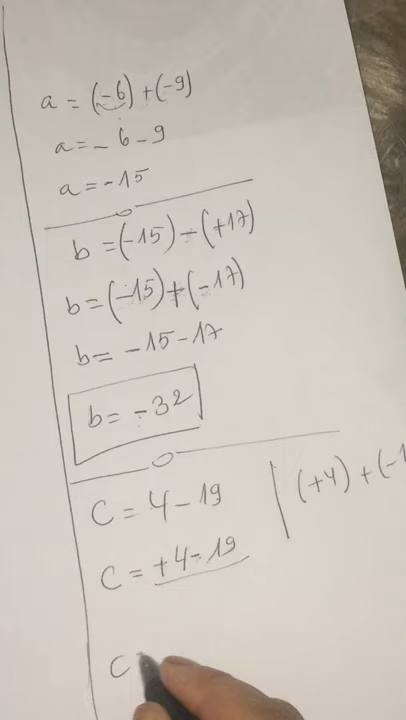 a = (-6) + (-9)
a = - 6 - 9
a = - 15
b = (-15) - (+17)
b = (-15) + (-17)
b = - 15 - 17
b = - 32
C = 4 - 19
(+4) + (-1
C = +4 - 19
C